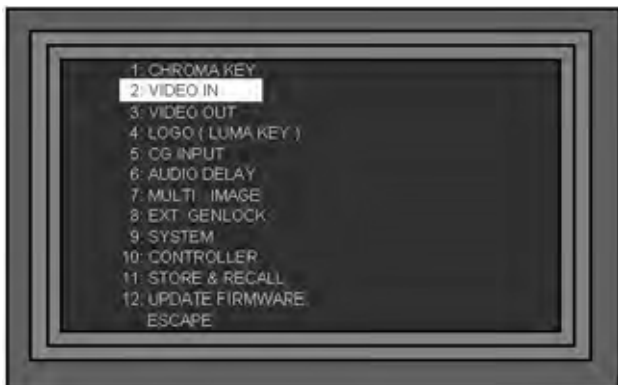 1: CHROMA KEY
2: VIDEO IN
3: VIDEO OUT
4: LOGO ( LUMA KEY )
5: CG INPUT
6: AUDIO DELAY
7: MULTI IMAGE
8: EXT GENLOCK
9: SYSTEM
10: CONTROLLER
11: STORE & RECALL
12: UPDATE FIRMWARE
ESCAPE